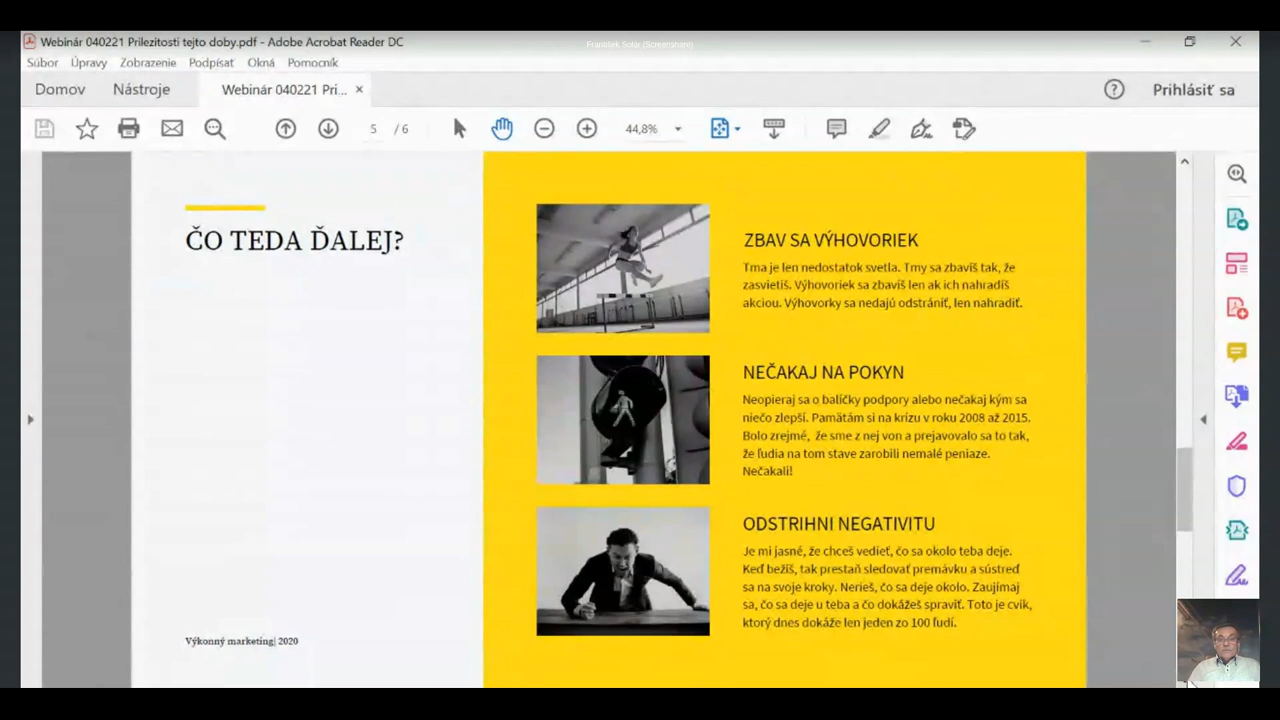 Webinár 040221 Prilezitosti tejto doby.pdf - Adobe Acrobat Reader DC
František Solár (Screenshare)
Súbor Úpravy Zobrazenie Podpísať Okná Pomocník
Domov Nástroje Webinár 040221 Pri... × Prihlásiť sa
5 / 6 44,8%
ČO TEDA ĎALEJ?
ZBAV SA VÝHOVORIEK
Tma je len nedostatok svetla. Tmy sa zbavíš tak, že
zasvietiš. Výhovoriek sa zbavíš len ak ich nahradíš
akciou. Výhovorky sa nedajú odstrániť, len nahradiť.
NEČAKAJ NA POKYN
Neopieraj sa o balíčky podpory alebo nečakaj kým sa
niečo zlepší. Pamätám si na krízu v roku 2008 až 2015.
Bolo zrejmé, že sme z nej von a prejavovalo sa to tak,
že ľudia na tom stave zarobili nemalé peniaze.
Nečakali!
ODSTRIHNI NEGATIVITU
Je mi jasné, že chceš vedieť, čo sa okolo teba deje.
Keď bežíš, tak prestaň sledovať premávku a sústreď
sa na svoje kroky. Nerieš, čo sa deje okolo. Zaujímaj
sa, čo sa deje u teba a čo dokážeš spraviť. Toto je cvik,
ktorý dnes dokáže len jeden zo 100 ľudí.
Výkonný marketing| 2020